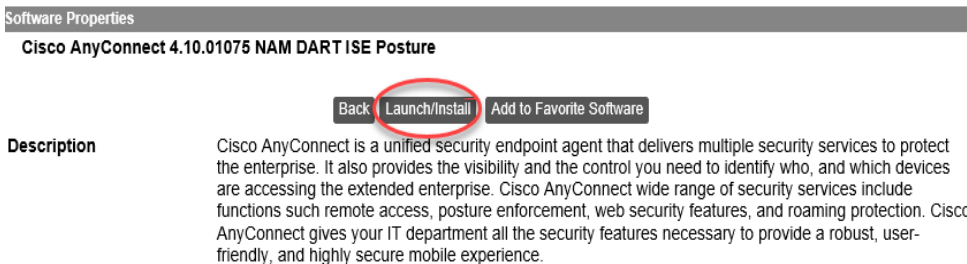 Software Properties
Cisco AnyConnect 4.10.01075 NAM DART ISE Posture
Back Launch/Install Add to Favorite Software
Description Cisco AnyConnect is a unified security endpoint agent that delivers multiple security services to protect
the enterprise. It also provides the visibility and the control you need to identify who, and which devices
are accessing the extended enterprise. Cisco AnyConnect wide range of security services include
functions such remote access, posture enforcement, web security features, and roaming protection. Cisco
AnyConnect gives your IT department all the security features necessary to provide a robust, user-
friendly, and highly secure mobile experience.